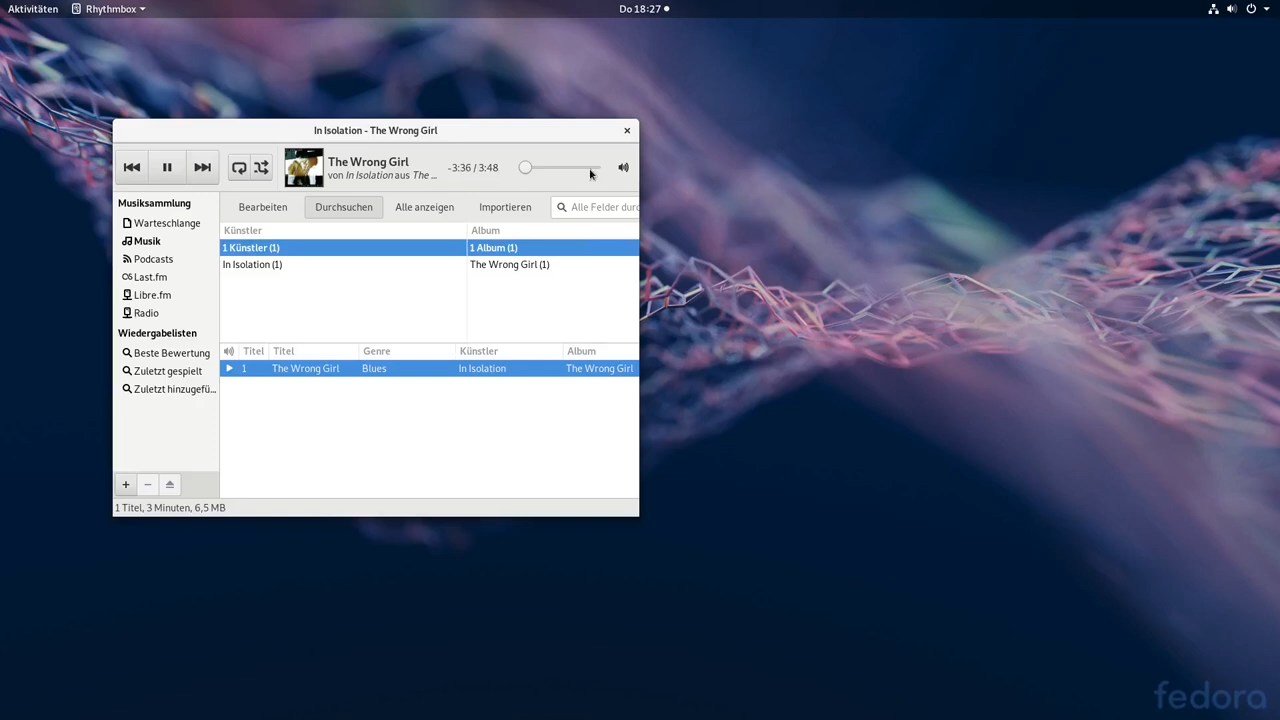 Aktivitäten Rhythmbox Do 18:27
In Isolation - The Wrong Girl
The Wrong Girl
von In Isolation aus The ...
-3:36 / 3:48
Musiksammlung
Warteschlange
Musik
Podcasts
Last.fm
Libre.fm
Radio
Wiedergabelisten
Beste Bewertung
Zuletzt gespielt
Zuletzt hinzugefü...
Bearbeiten Durchsuchen Alle anzeigen Importieren Alle Felder durc
Künstler Album
1 Künstler (1) 1 Album (1)
In Isolation (1) The Wrong Girl (1)
Titel Titel Genre Künstler Album
1 The Wrong Girl Blues In Isolation The Wrong Girl
1 Titel, 3 Minuten, 6,5 MB
fedora